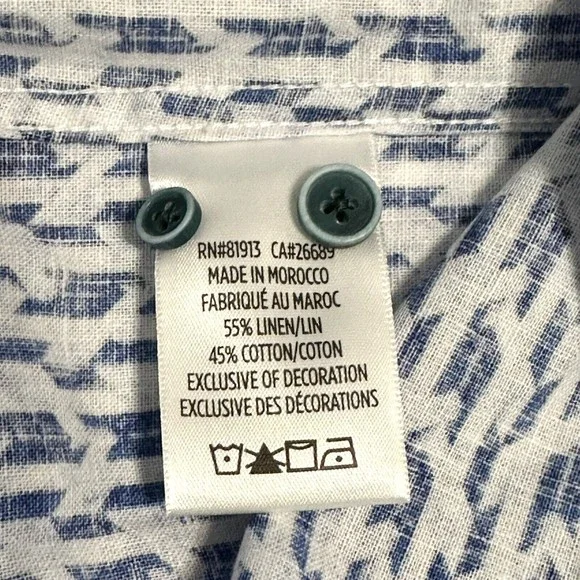 RN#81913 CA#26689
MADE IN MOROCCO
FABRIQUÉ AU MAROC
55% LINEN/LIN
45% COTTON/COTON
EXCLUSIVE OF DECORATION
EXCLUSIVE DES DÉCORATIONS